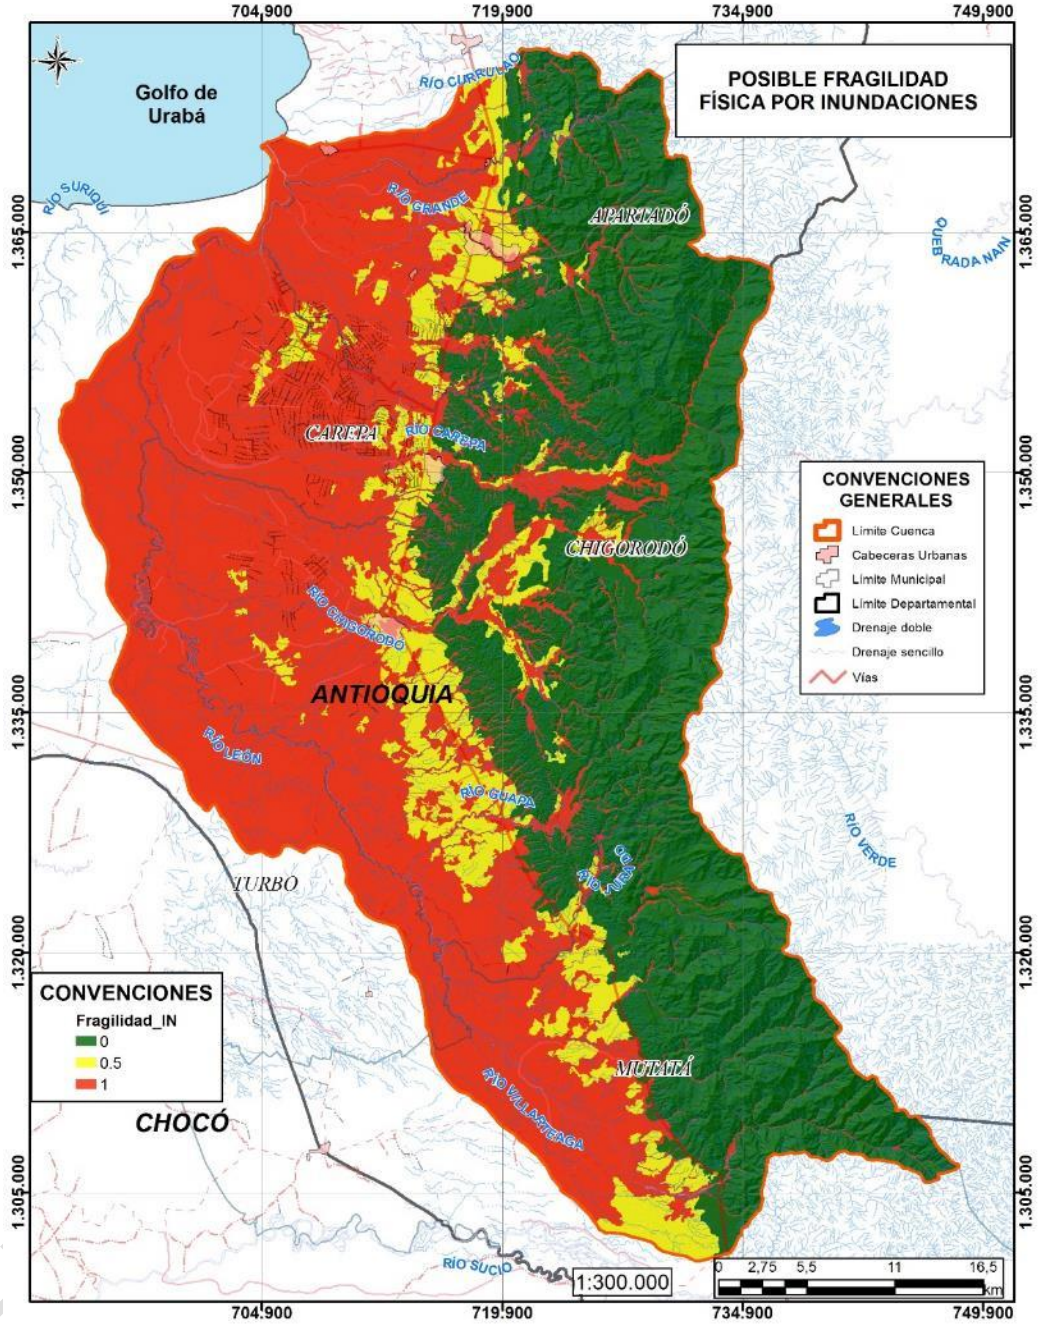 704,900
719,900
734,900
749,900
POSIBLE FRAGILIDAD
FÍSICA POR INUNDACIONES
Golfo de
Urabá
RÍO CURRULAO
RÍO SURIQUI
RÍO GRANDE
APARTADÓ
QUEBRADA NAIN
1.365.000
1.365.000
CAREPA
RÍO CAREPA
1.350.000
1.350.000
CHIGORODÓ
CONVENCIONES
GENERALES
Límite Cuenca
Cabeceras Urbanas
Límite Municipal
Límite Departamental
Drenaje doble
Drenaje sencillo
Vías
RÍO CHIGORODÓ
ANTIOQUIA
1.335.000
1.335.000
RÍO LEÓN
RÍO GUAPA
RÍO VERDE
TURBO
1.320.000
1.320.000
CONVENCIONES
Fragilidad_IN
0
0.5
1
MUTATÁ
CHOCÓ
RÍO VILLARTEAGA
1.305.000
1.305.000
RÍO SUCIO
1:300.000
0 2,75 5,5 11 16,5
km
704,900
719,900
734,900
749,900